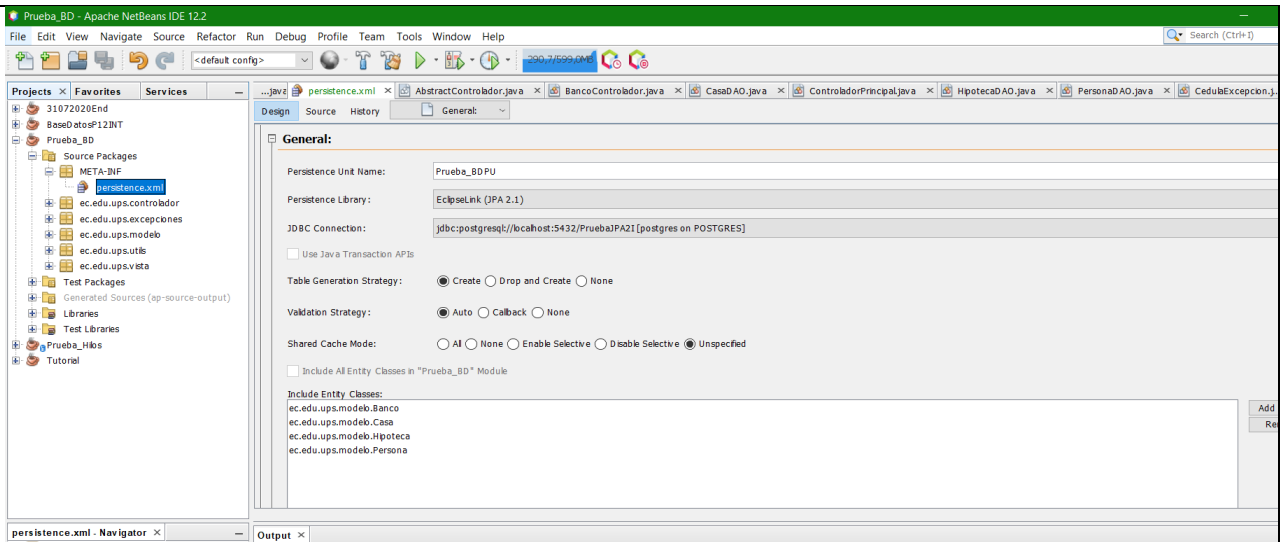 Prueba_BD - Apache NetBeans IDE 12.2
File Edit View Navigate Source Refactor Run Debug Profile Team Tools Window Help
Search (Ctrl+I)
<default config>
290,7/599,0MB
Projects Favorites Services
...java persistence.xml AbstractControlador.java BancoControlador.java CasaDAO.java ControladorPrincipal.java HipotecaDAO.java PersonaDAO.java CedulaExcepcion.j...
Design Source History General:
31072020End
BaseDatosP12INT
Prueba_BD
Source Packages
META-INF
persistence.xml
ec.edu.ups.controlador
ec.edu.ups.excepciones
ec.edu.ups.modelo
ec.edu.ups.utils
ec.edu.ups.vista
Test Packages
Generated Sources (ap-source-output)
Libraries
Test Libraries
Prueba_Hilos
Tutorial
General:
Persistence Unit Name: Prueba_BDPU
Persistence Library: EclipseLink (JPA 2.1)
JDBC Connection: jdbc:postgresql://localhost:5432/PruebaJPA2I [postgres on POSTGRES]
Use Java Transaction APIs
Table Generation Strategy: Create Drop and Create None
Validation Strategy: Auto Callback None
Shared Cache Mode: All None Enable Selective Disable Selective Unspecified
Include All Entity Classes in "Prueba_BD" Module
Include Entity Classes:
ec.edu.ups.modelo.Banco
ec.edu.ups.modelo.Casa
ec.edu.ups.modelo.Hipoteca
ec.edu.ups.modelo.Persona
Add
Re
persistence.xml - Navigator
Output